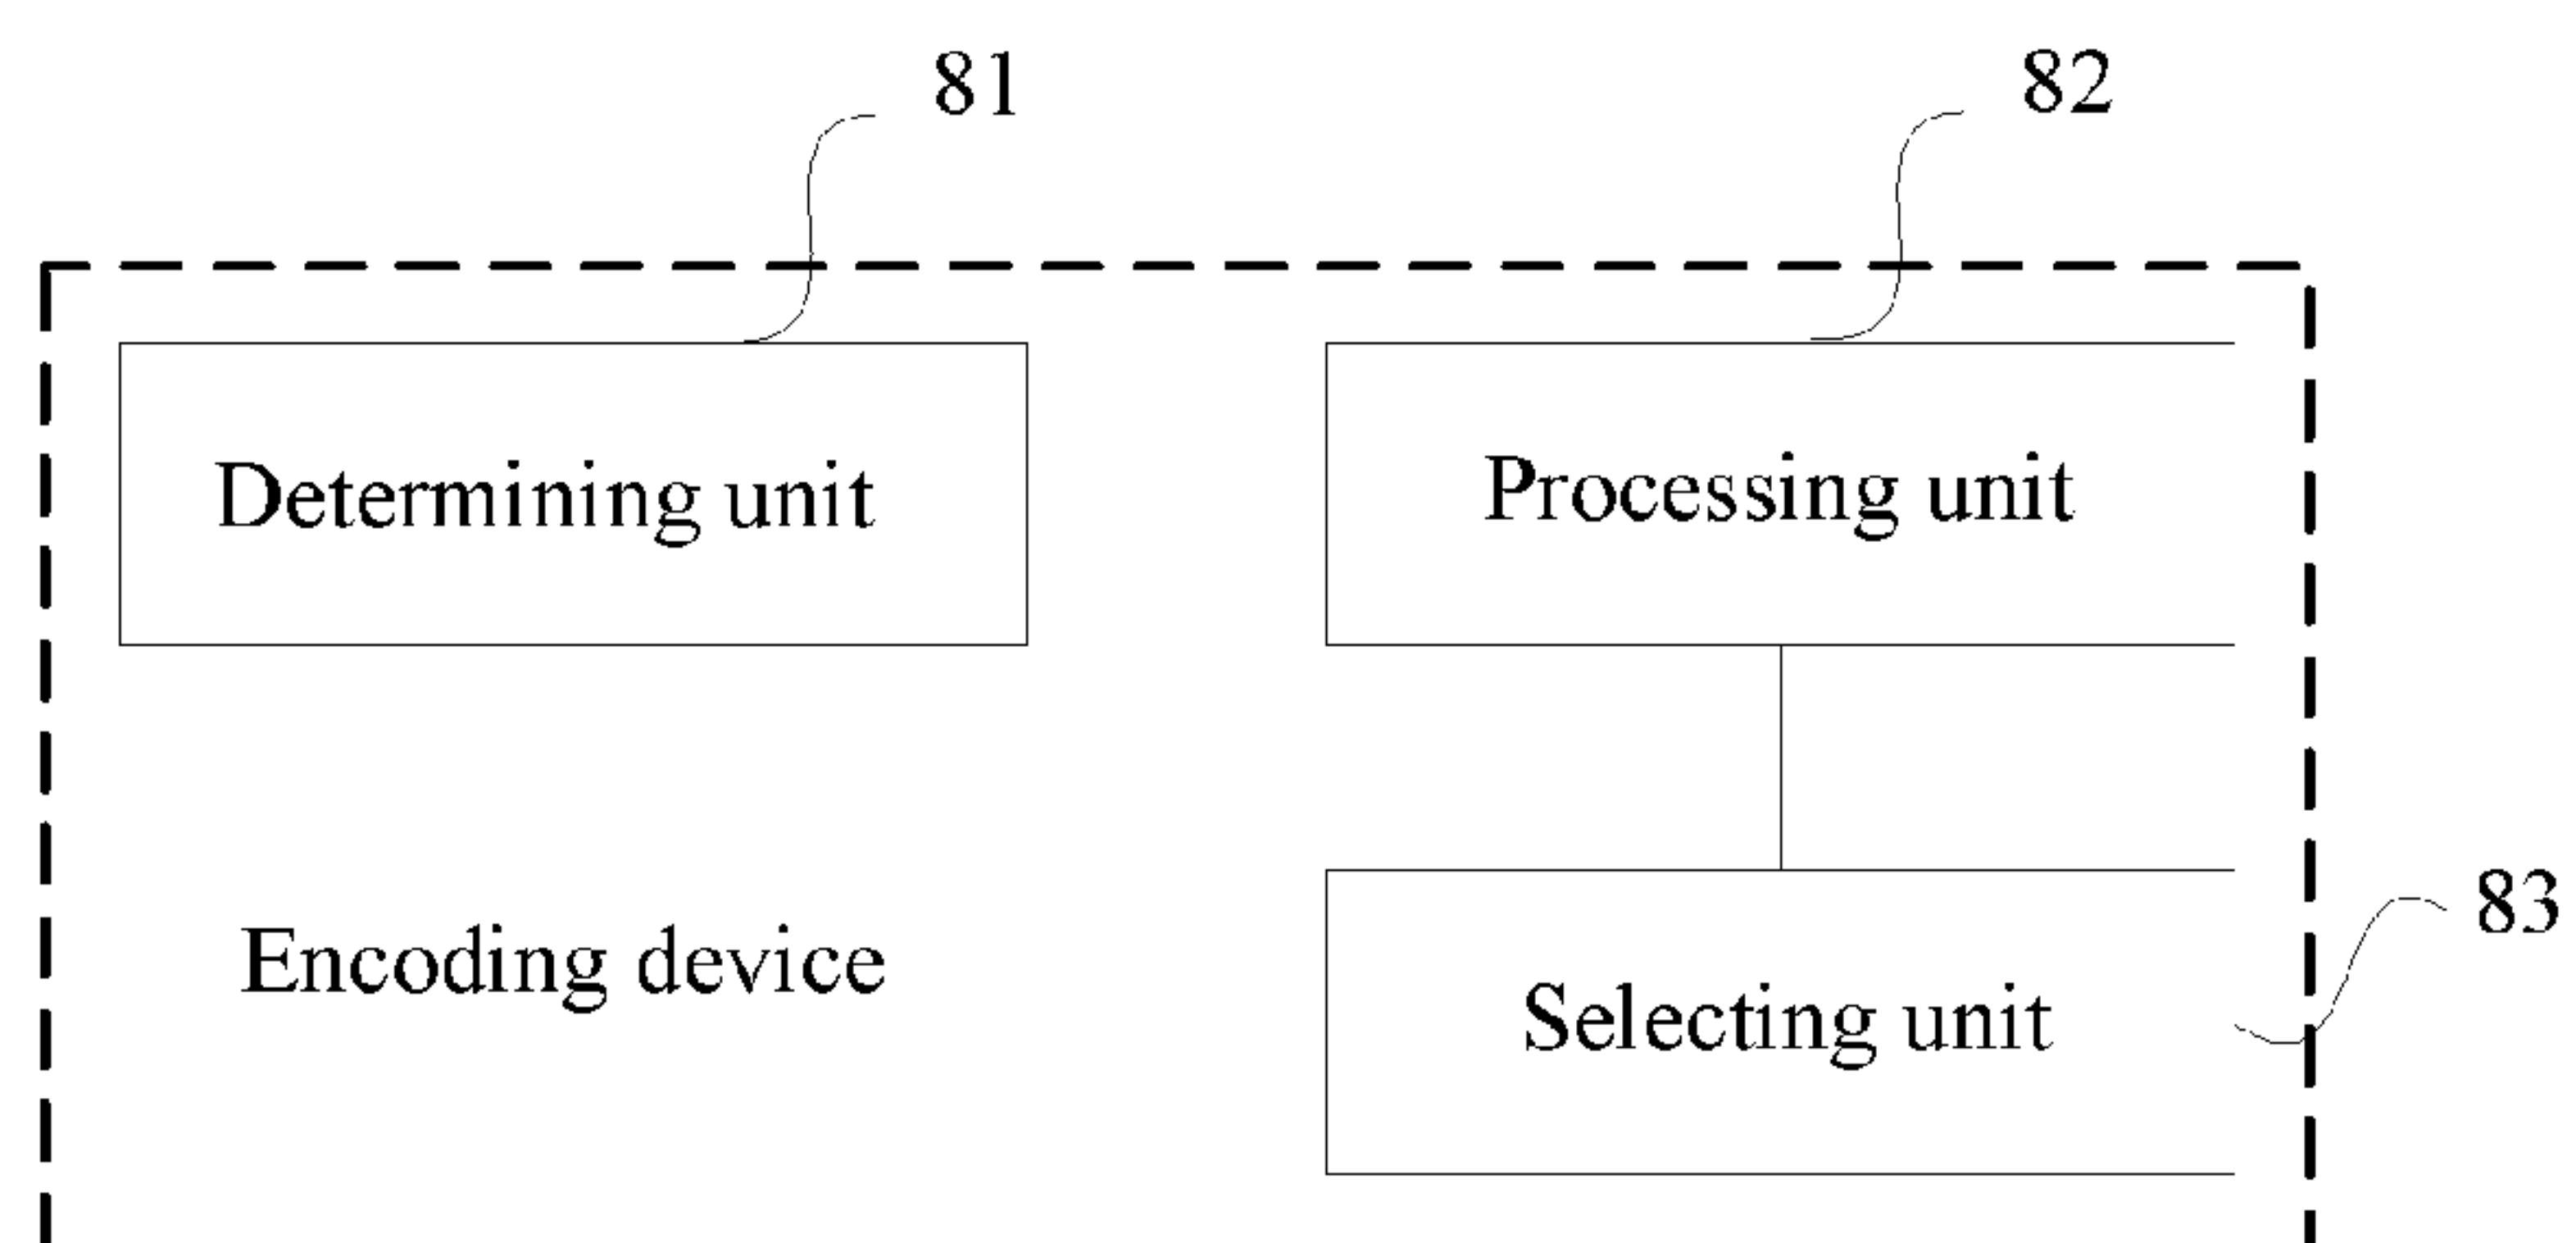 81
82
Determining unit
Processing unit
Encoding device
83
Selecting unit